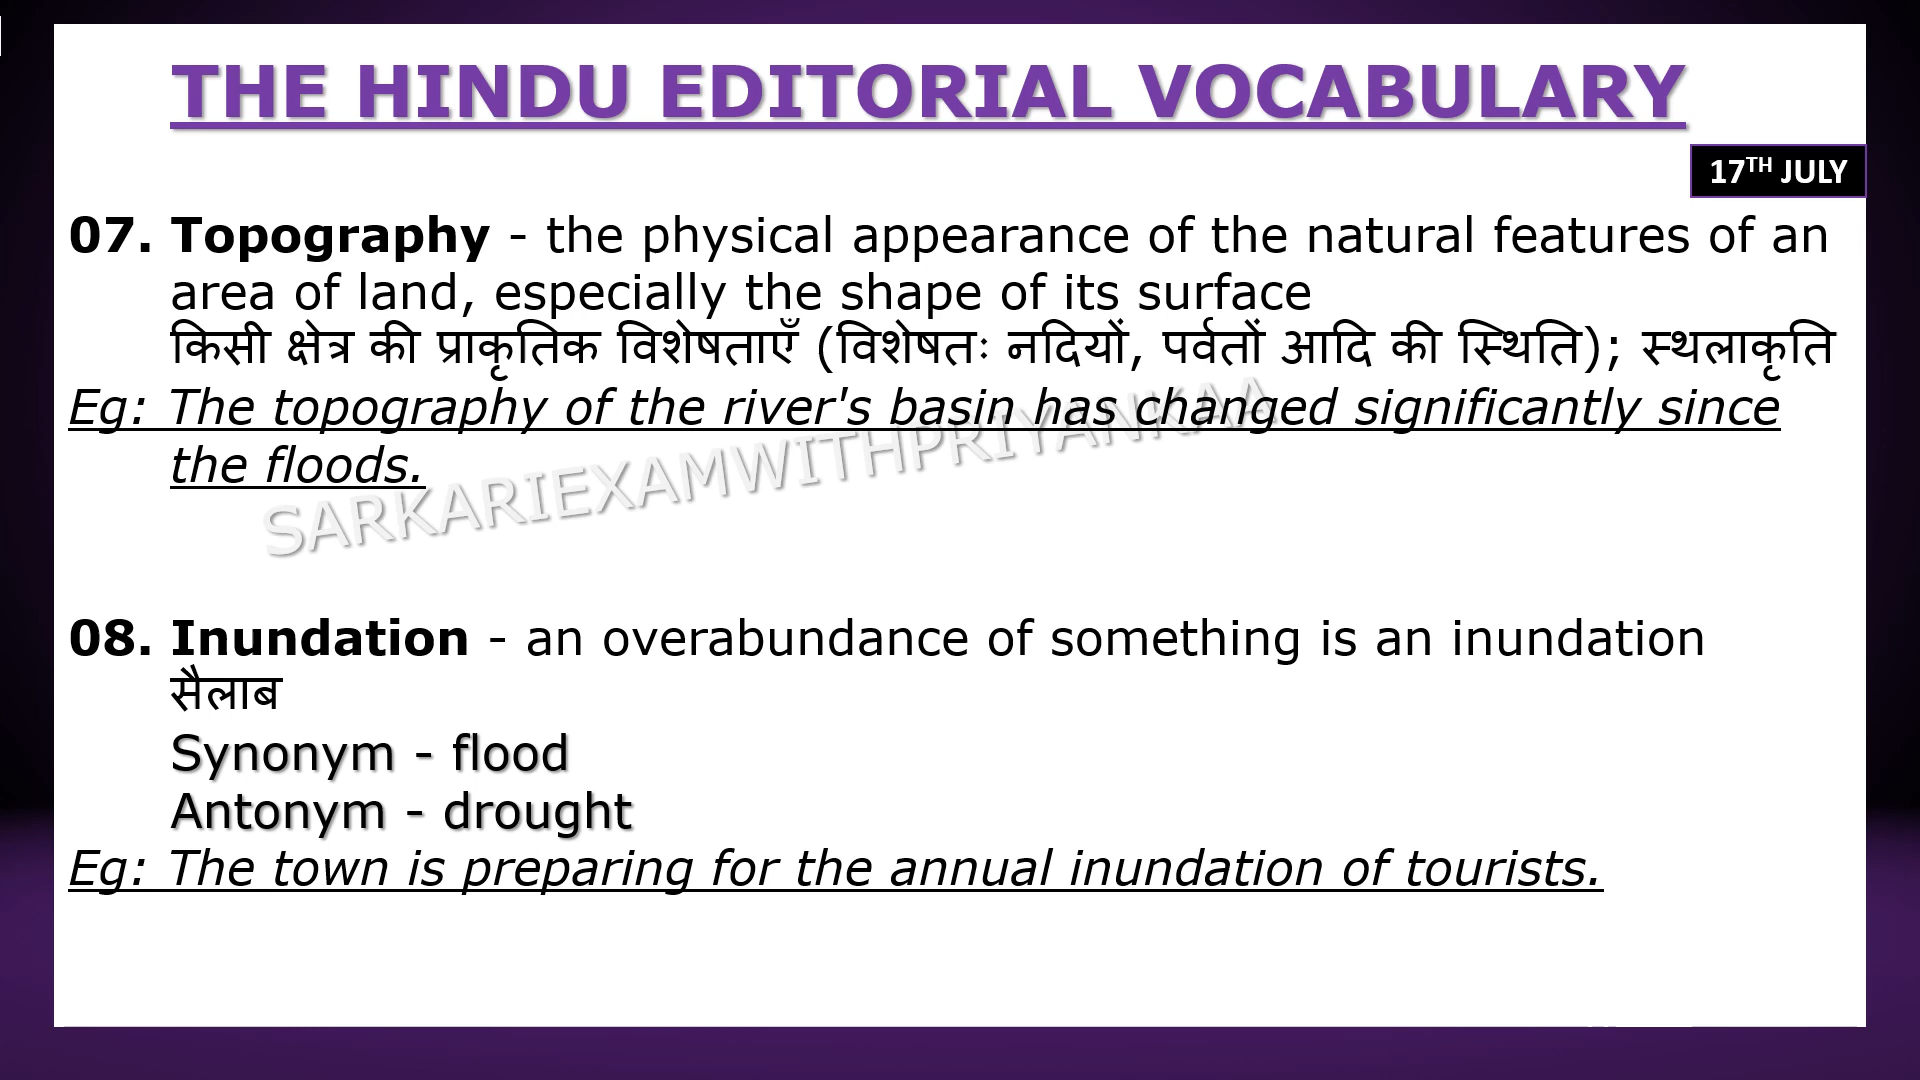 THE HINDU EDITORIAL VOCABULARY
17TH JULY
07. Topography - the physical appearance of the natural features of an
area of land, especially the shape of its surface
किसी क्षेत्र की प्राकृतिक विशेषताएँ (विशेषतः नदियों, पर्वतों आदि की स्थिति); स्थलाकृति
Eg: The topography of the river's basin has changed significantly since
the floods.
SARKARIEXAMWITHPRIYANKAA
08. Inundation - an overabundance of something is an inundation
सैलाब
Synonym - flood
Antonym - drought
Eg: The town is preparing for the annual inundation of tourists.